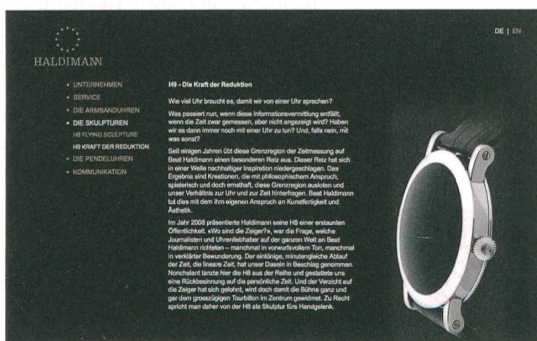 DE | EN
HALDIMANN
UNTERNEHMEN
SERVICE
DIE ARMBANDUHREN
DIE SKULPTUREN
H8 FLYING SCULPTURE
H9 KRAFT DER REDUKTION
DIE PENDELUHREN
KOMMUNIKATION
H9 - Die Kraft der Reduktion
Wie viel Uhr braucht es, damit wir von einer Uhr sprechen?
Was passiert nun, wenn diese Informationsvermittlung entfällt,
wenn die Zeit zwar gemessen, aber nicht angezeigt wird? Haben
wir es dann immer noch mit einer Uhr zu tun? Und, falls nein, mit
was sonst?
Seit einigen Jahren übt diese Grenzregion der Zeitmessung auf
Beat Haldimann einen besonderen Reiz aus. Dieser Reiz hat sich
in einer Welle nachhaltiger Inspiration niedergeschlagen. Das
Ergebnis sind Kreationen, die mit philosophischem Anspruch,
spielerisch und doch ernsthaft, diese Grenzregion ausloten und
unser Verhältnis zur Uhr und zur Zeit hinterfragen. Beat Haldimann
tut dies mit dem ihm eigenen Anspruch an Kunstfertigkeit und
Ästhetik.
Im Jahr 2008 präsentierte Haldimann seine H8 einer erstaunten
Öffentlichkeit. «Wo sind die Zeiger?», war die Frage, welche
Journalisten und Uhrenliebhaber auf der ganzen Welt an Beat
Haldimann richteten – manchmal in vorwurfsvollem Ton, manchmal
in verklärter Bewunderung. Der eintönige, minutengleiche Ablauf
der Zeit, die lineare Zeit, hat unser Dasein in Beschlag genommen.
Nonchalant tanzte hier die H8 aus der Reihe und gestattete uns
eine Rückbesinnung auf die persönliche Zeit. Und der Verzicht auf
die Zeiger hat sich gelohnt, wird doch damit die Bühne ganz und
gar dem grosszügigen Tourbillon im Zentrum gewidmet. Zu Recht
spricht man daher von der H8 als Skulptur fürs Handgelenk.